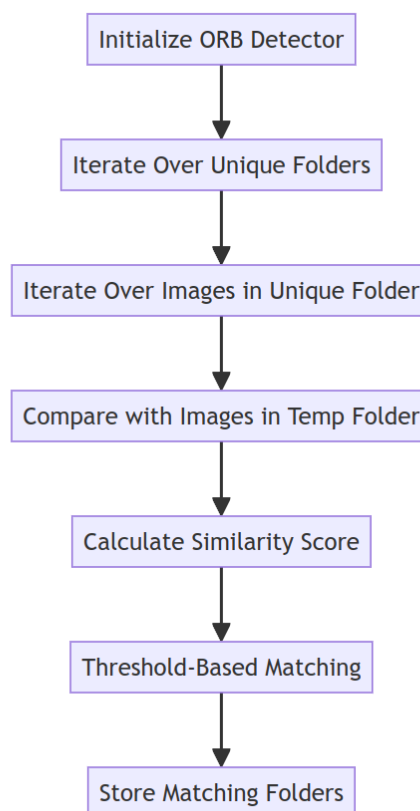 Initialize ORB Detector
Iterate Over Unique Folders
Iterate Over Images in Unique Folder
Compare with Images in Temp Folder
Calculate Similarity Score
Threshold-Based Matching
Store Matching Folders